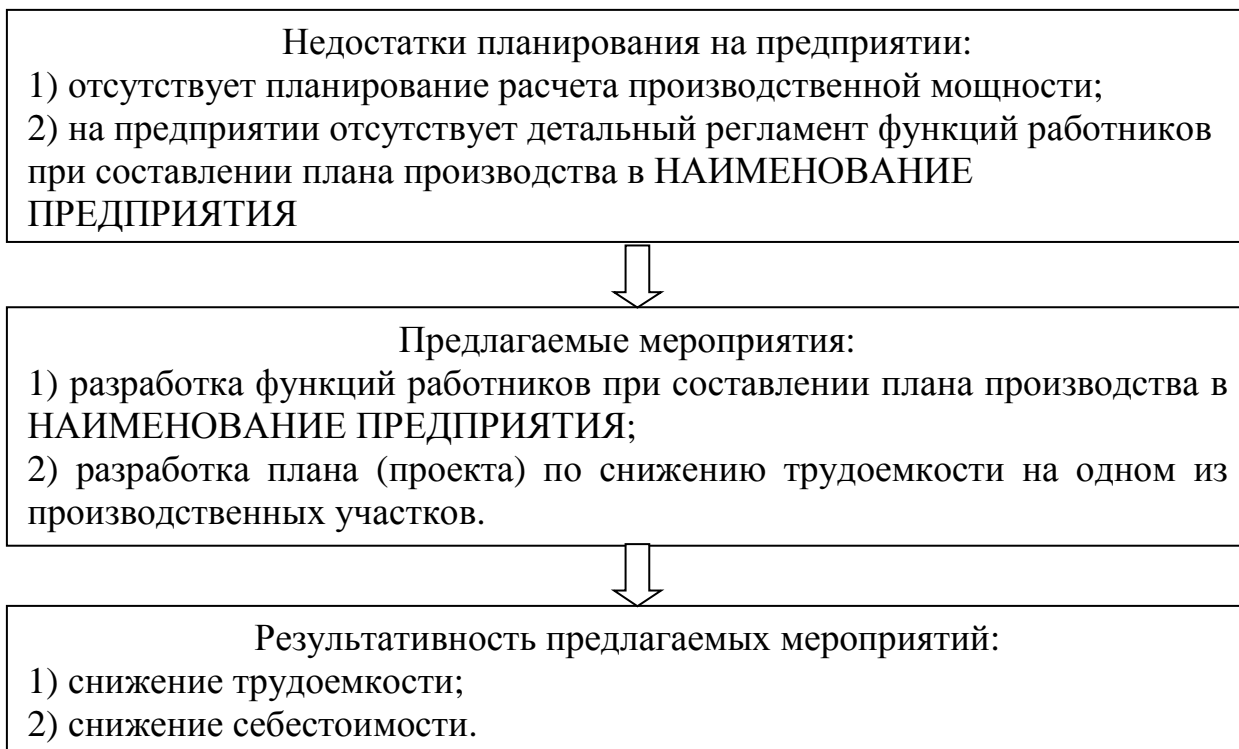 Недостатки планирования на предприятии:
1) отсутствует планирование расчета производственной мощности;
2) на предприятии отсутствует детальный регламент функций работников
при составлении плана производства в НАИМЕНОВАНИЕ
ПРЕДПРИЯТИЯ
Предлагаемые мероприятия:
1) разработка функций работников при составлении плана производства в
НАИМЕНОВАНИЕ ПРЕДПРИЯТИЯ;
2) разработка плана (проекта) по снижению трудоемкости на одном из
производственных участков.
Результативность предлагаемых мероприятий:
1) снижение трудоемкости;
2) снижение себестоимости.